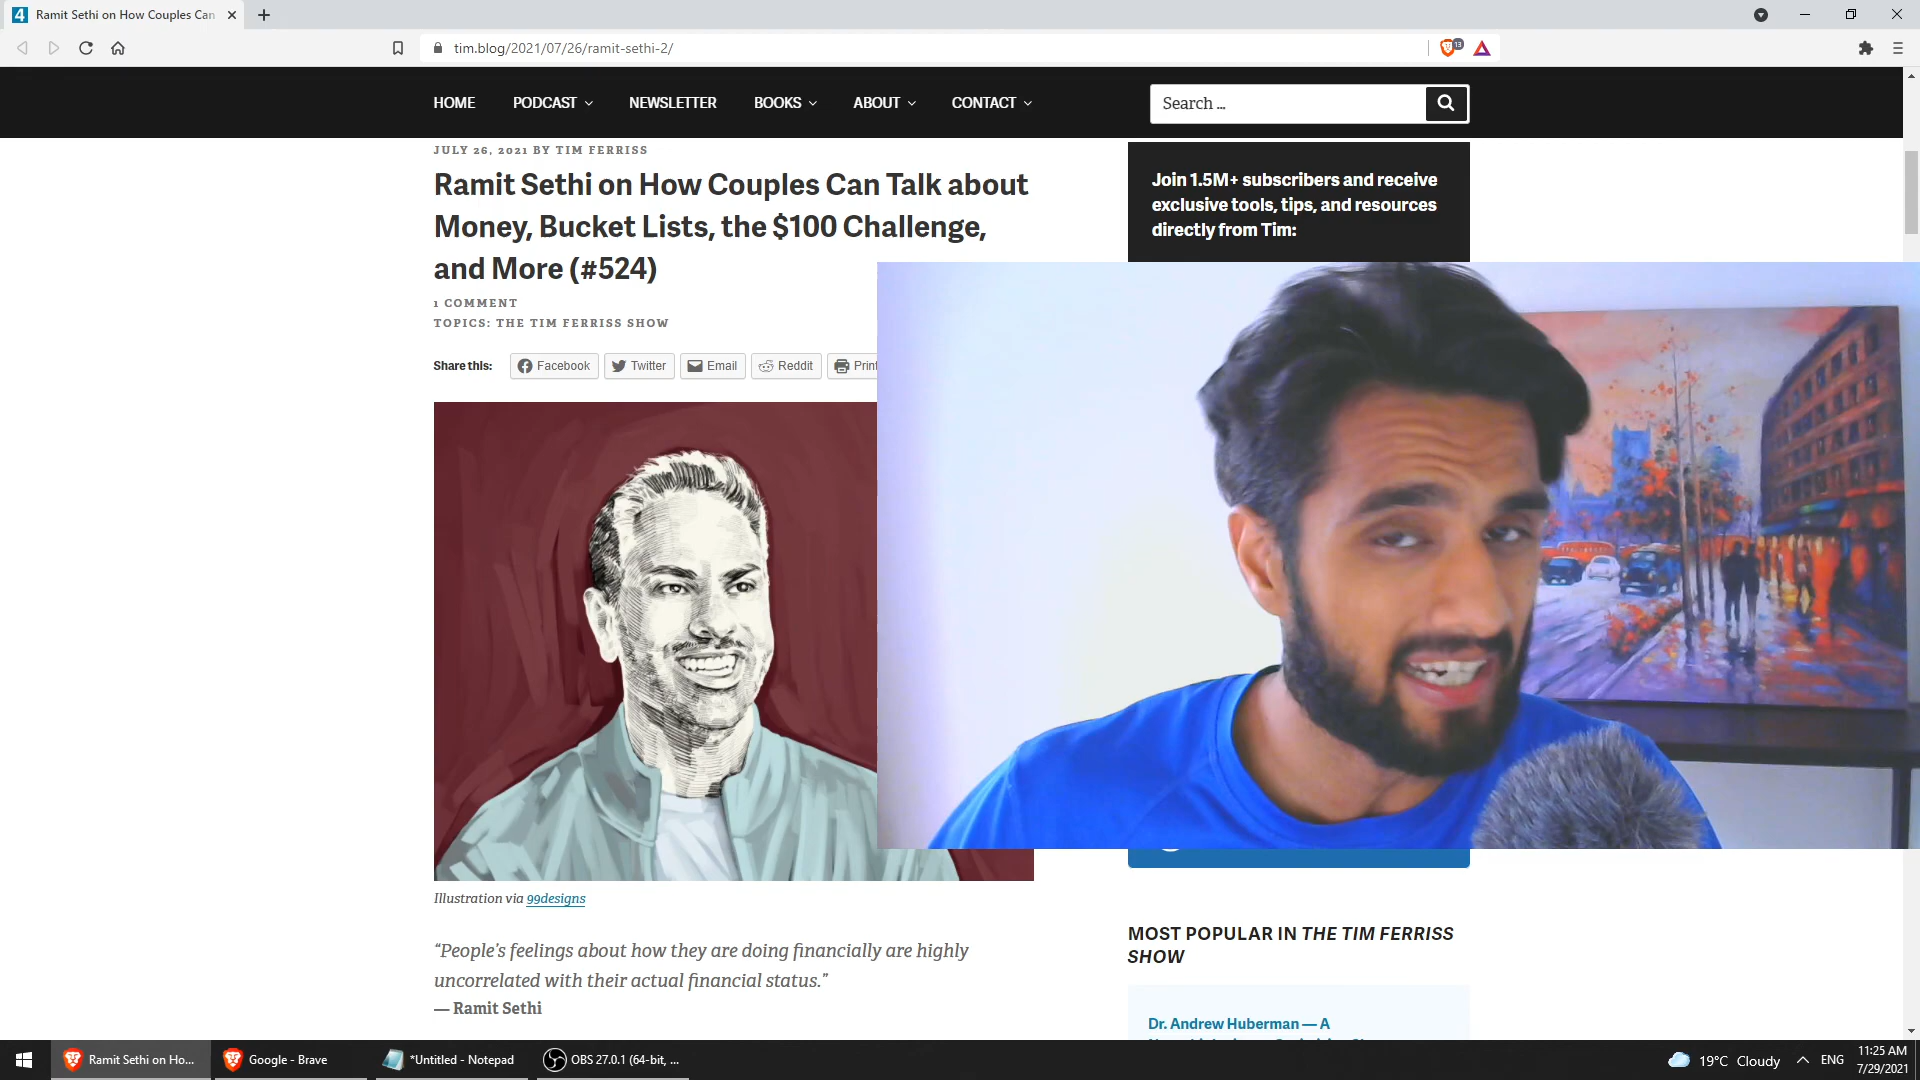 Ramit Sethi on How Couples Can
tim.blog/2021/07/26/ramit-sethi-2/
13
HOME PODCAST NEWSLETTER BOOKS ABOUT CONTACT
Search ...
JULY 26, 2021 BY TIM FERRISS
Ramit Sethi on How Couples Can Talk about
Money, Bucket Lists, the $100 Challenge,
and More (#524)
1 COMMENT
TOPICS: THE TIM FERRISS SHOW
Share this: Facebook Twitter Email Reddit Print
Join 1.5M+ subscribers and receive
exclusive tools, tips, and resources
directly from Tim:
Illustration via 99designs
“People’s feelings about how they are doing financially are highly
uncorrelated with their actual financial status.”
— Ramit Sethi
MOST POPULAR IN THE TIM FERRISS
SHOW
Dr. Andrew Huberman — A
Ramit Sethi on Ho...
Google - Brave
*Untitled - Notepad
OBS 27.0.1 (64-bit, ...
19°C Cloudy
ENG
11:25 AM
7/29/2021